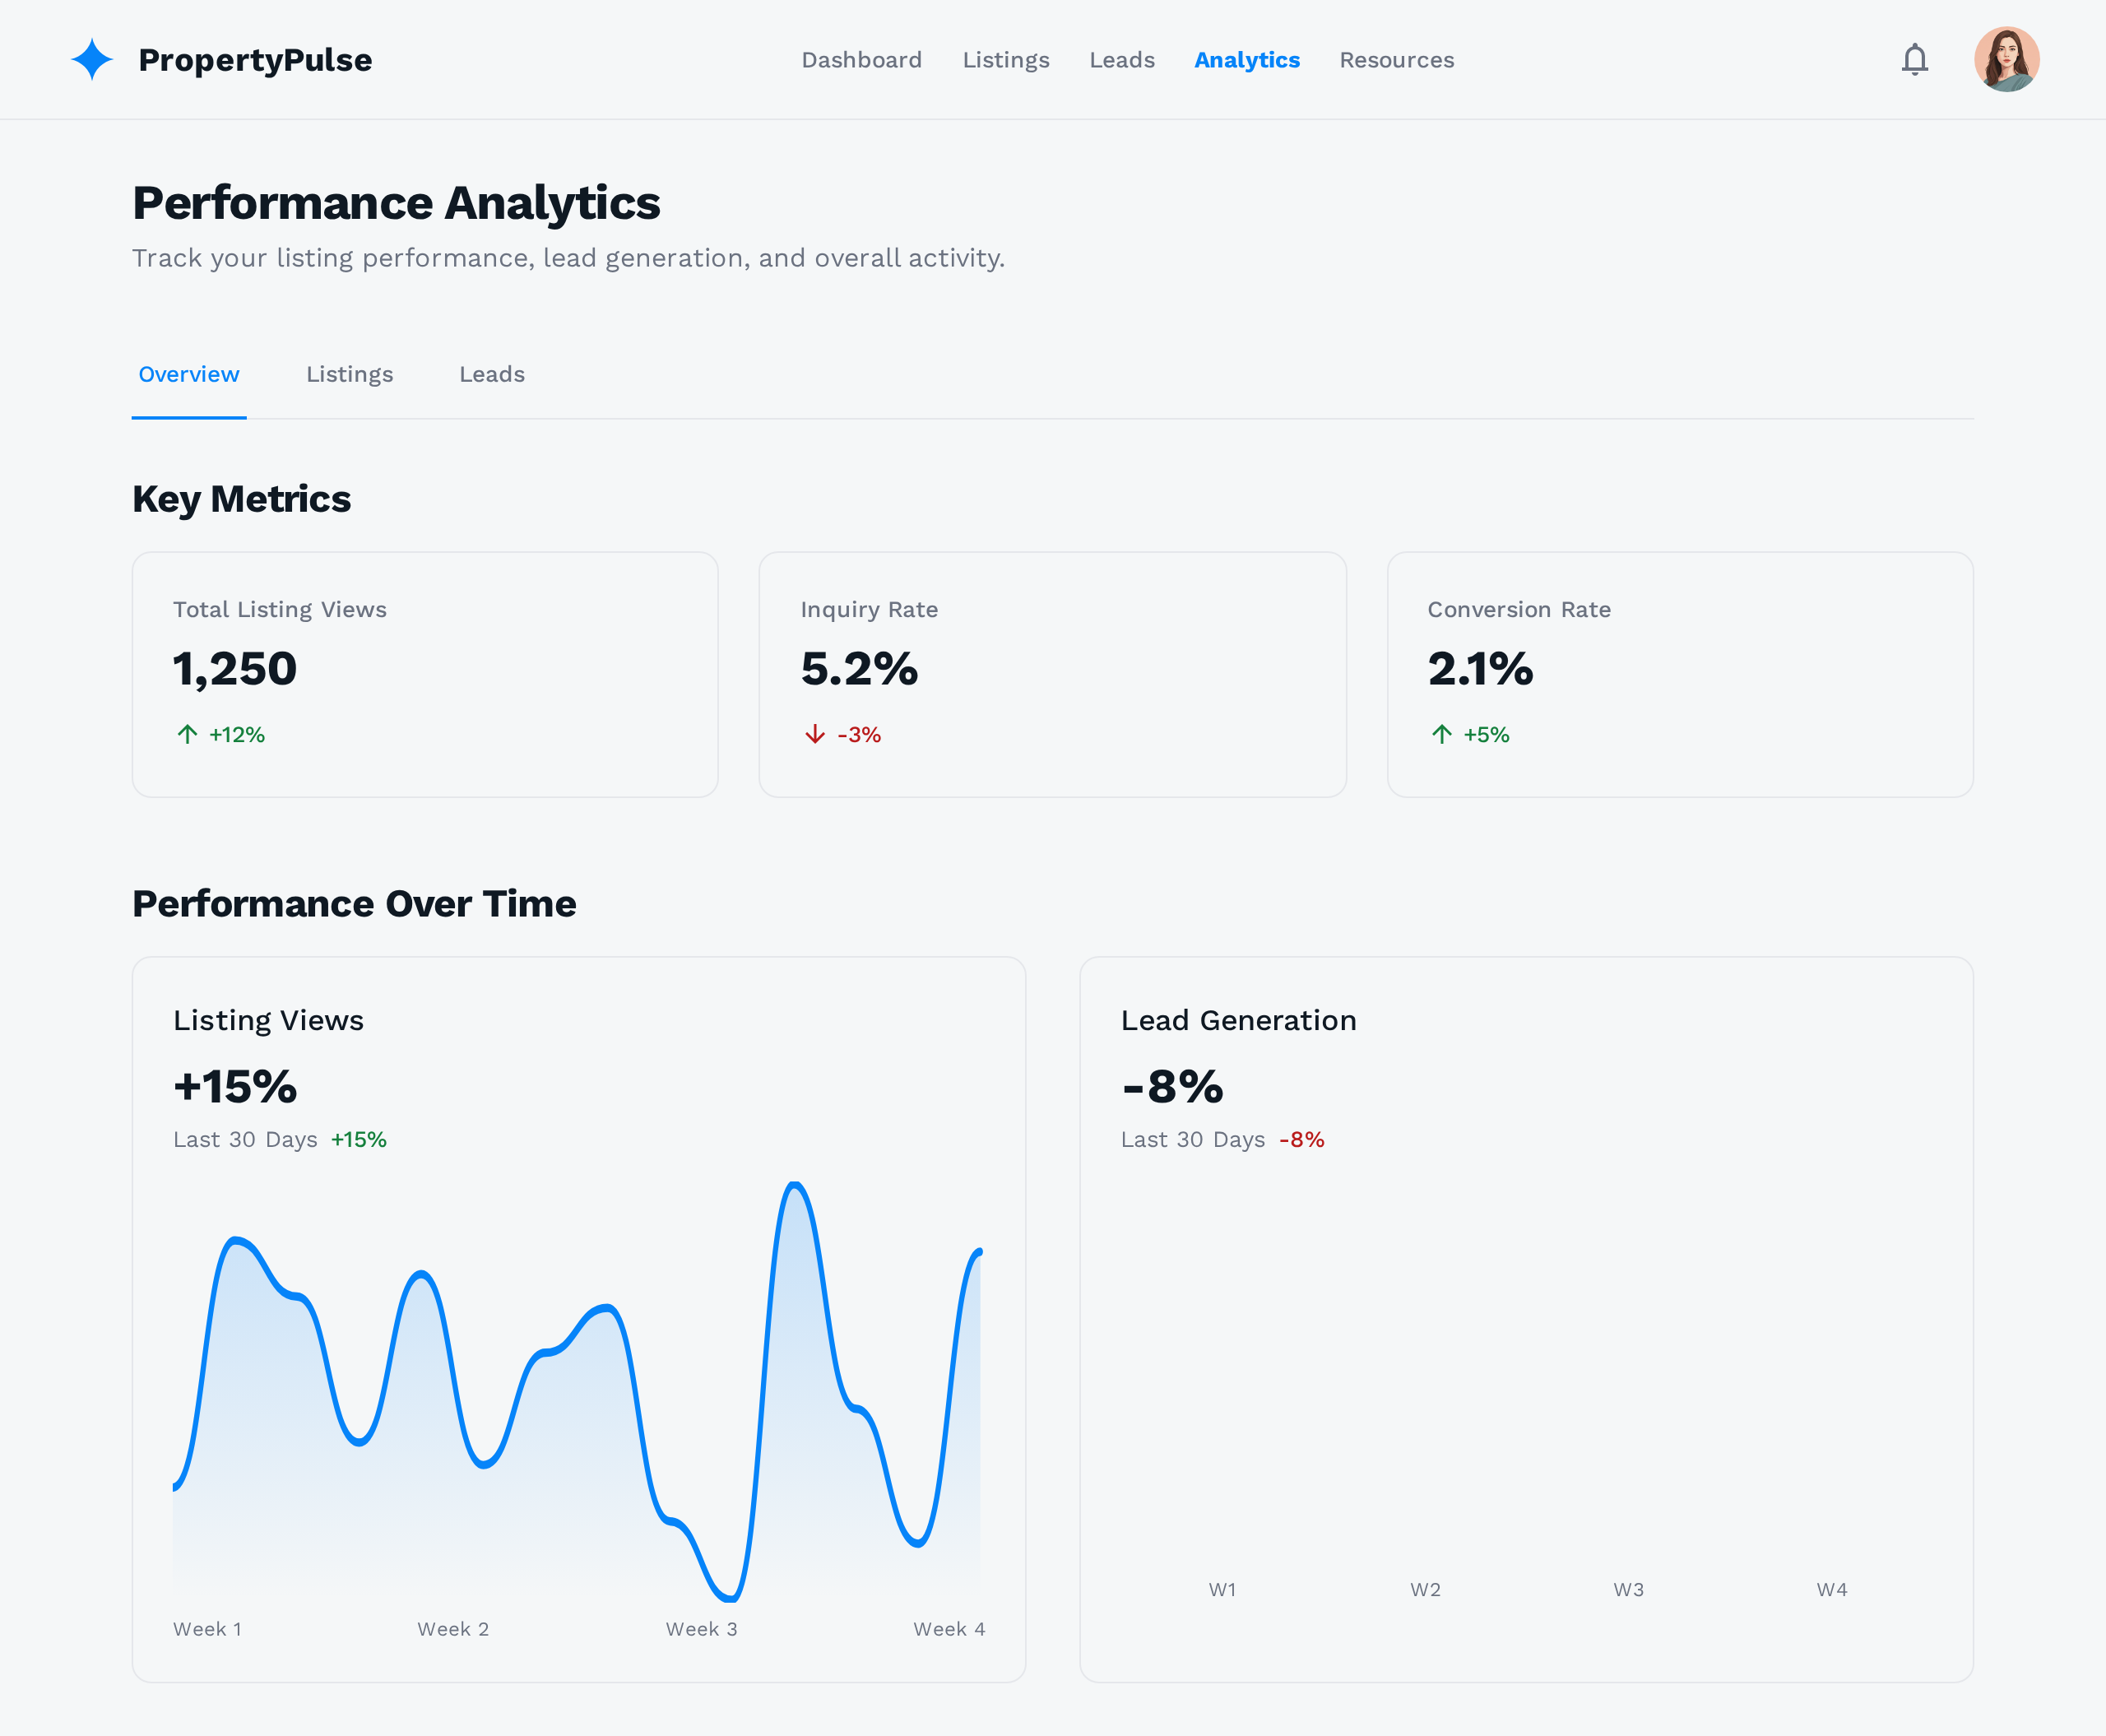 PropertyPulse
Dashboard Listings Leads Analytics Resources
Performance Analytics
Track your listing performance, lead generation, and overall activity.
Overview Listings Leads
Key Metrics
Total Listing Views
1,250
+12%
Inquiry Rate
5.2%
-3%
Conversion Rate
2.1%
+5%
Performance Over Time
Listing Views
+15%
Last 30 Days +15%
Week 1 Week 2 Week 3 Week 4
Lead Generation
-8%
Last 30 Days -8%
W1 W2 W3 W4